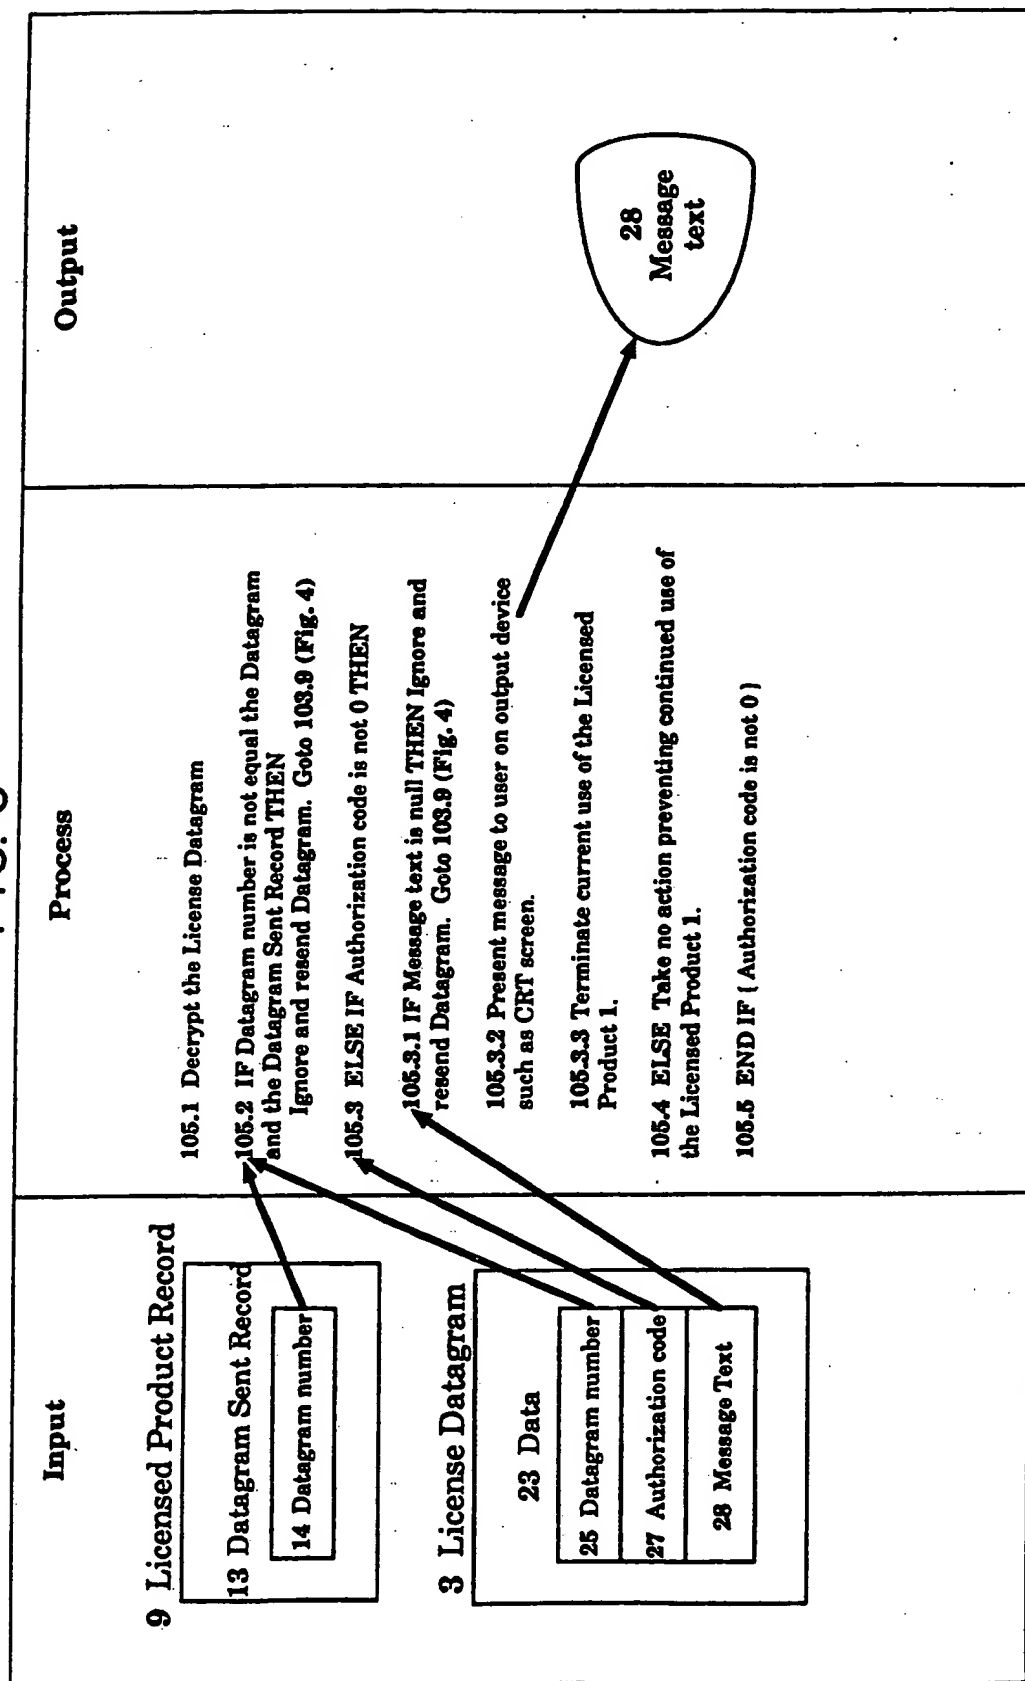 Input
Process
Output
9 Licensed Product Record
13 Datagram Sent Record
14 Datagram number
3 License Datagram
23 Data
25 Datagram number
27 Authorization code
28 Message Text
105.1 Decrypt the License Datagram
105.2 IF Datagram number is not equal the Datagram
and the Datagram Sent Record THEN
Ignore and resend Datagram. Goto 103.9 (Fig. 4)
105.3 ELSE IF Authorization code is not 0 THEN
105.3.1 IF Message text is null THEN Ignore and
resend Datagram. Goto 103.9 (Fig. 4)
105.3.2 Present message to user on output device
such as CRT screen.
105.3.3 Terminate current use of the Licensed
Product 1.
105.4 ELSE Take no action preventing continued use of
the Licensed Product 1.
105.5 END IF ( Authorization code is not 0 )
28
Message
text